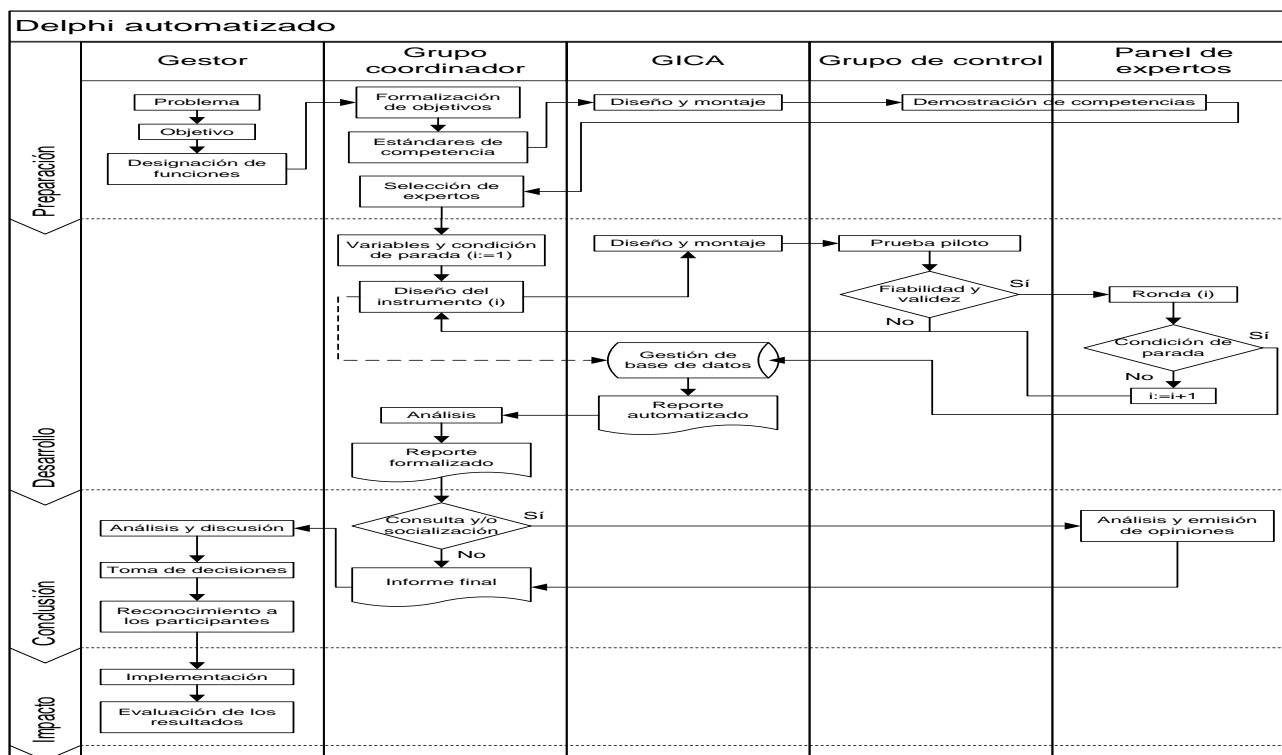 Delphi automatizado
Gestor
Grupo
coordinador
GICA
Grupo de control
Panel de
expertos
Preparación
Problema
Objetivo
Designación de
funciones
Formalización
de objetivos
Estándares de
competencia
Diseño y montaje
Demostración de competencias
Selección de
expertos
Desarrollo
Variables y condición
de parada (i:=1)
Diseño del
instrumento (i)
Diseño y montaje
Prueba piloto
Fiabilidad y
validez
Sí
No
Ronda (i)
Condición de
parada
Sí
No
i:=i+1
Gestión de
base de datos
Reporte
automatizado
Análisis
Reporte
formalizado
Conclusión
Consulta y/o
socialización
Sí
No
Análisis y emisión
de opiniones
Informe final
Análisis y discusión
Toma de decisiones
Reconocimiento a
los participantes
Impacto
Implementación
Evaluación de los
resultados